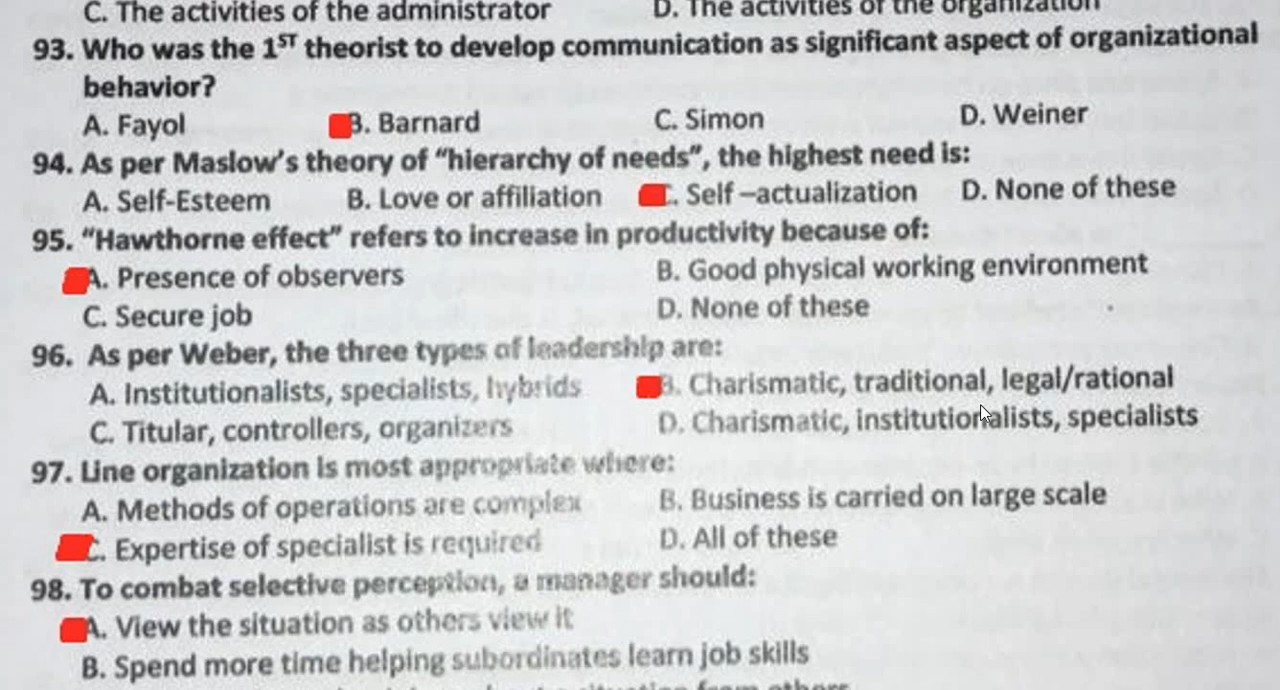 C. The activities of the administrator D. The activities of the organization
93. Who was the 1ST theorist to develop communication as significant aspect of organizational
behavior?
A. Fayol B. Barnard C. Simon D. Weiner
94. As per Maslow's theory of "hierarchy of needs", the highest need is:
A. Self-Esteem B. Love or affiliation C. Self –actualization D. None of these
95. "Hawthorne effect" refers to increase in productivity because of:
A. Presence of observers B. Good physical working environment
C. Secure job D. None of these
96. As per Weber, the three types of leadership are:
A. Institutionalists, specialists, hybrids B. Charismatic, traditional, legal/rational
C. Titular, controllers, organizers D. Charismatic, institutionalists, specialists
97. Line organization is most appropriate where:
A. Methods of operations are complex B. Business is carried on large scale
C. Expertise of specialist is required D. All of these
98. To combat selective perception, a manager should:
A. View the situation as others view it
B. Spend more time helping subordinates learn job skills
situation from others